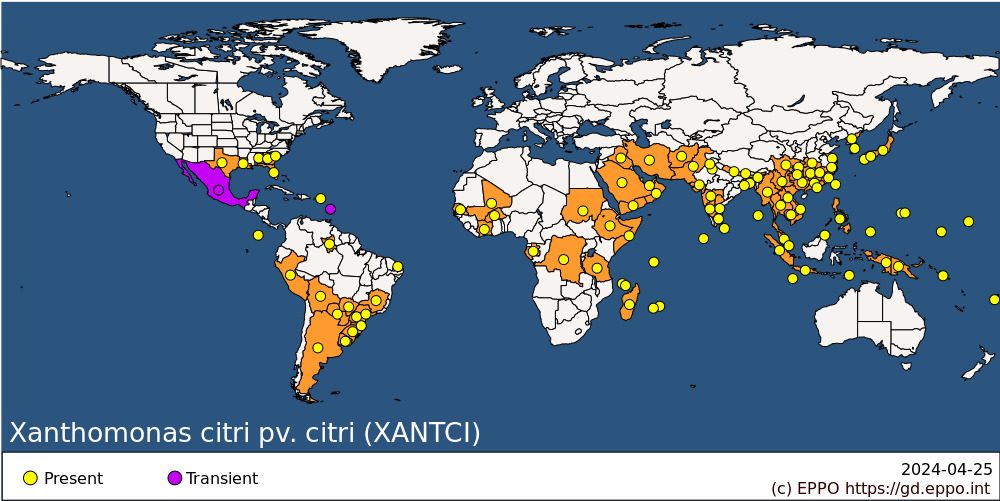 Xanthomonas citri pv. citri (XANTCI)
Present
Transient
2024-04-25
(c) EPPO https://gd.eppo.int